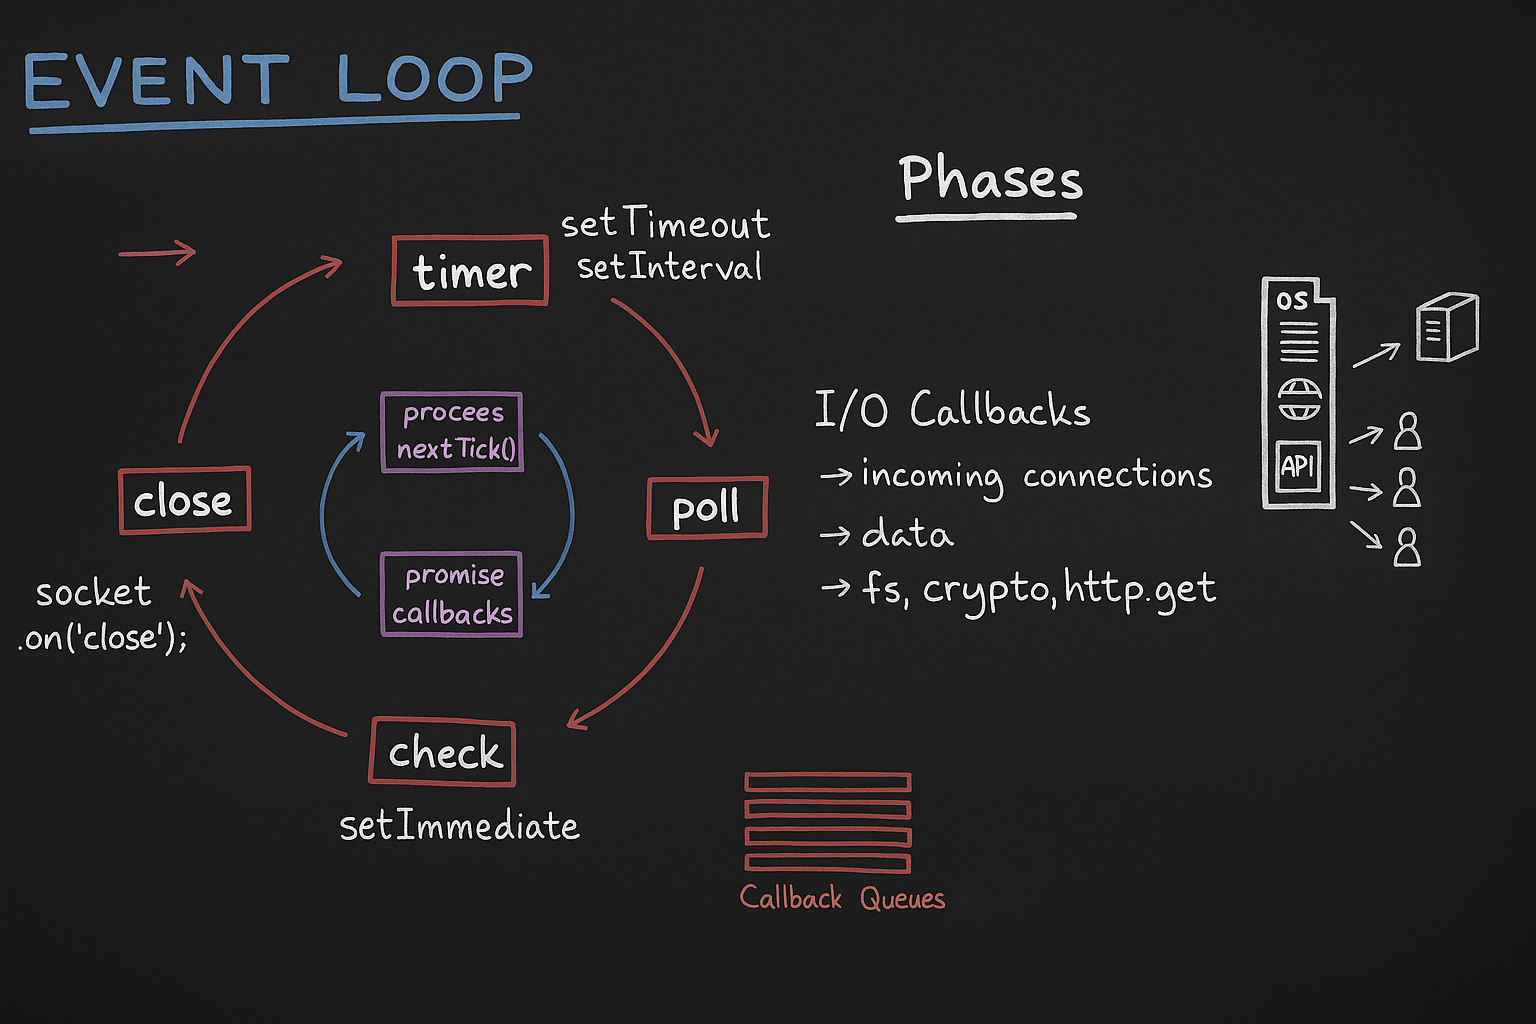 EVENT LOOP
Phases
setTimeout
setInterval
timer
procees
nextTick()
promise
callbacks
close
socket
.on('close');
poll
check
setImmediate
I/O Callbacks
→ incoming connections
→ data
→ fs, crypto, http.get
OS
API
Callback Queues